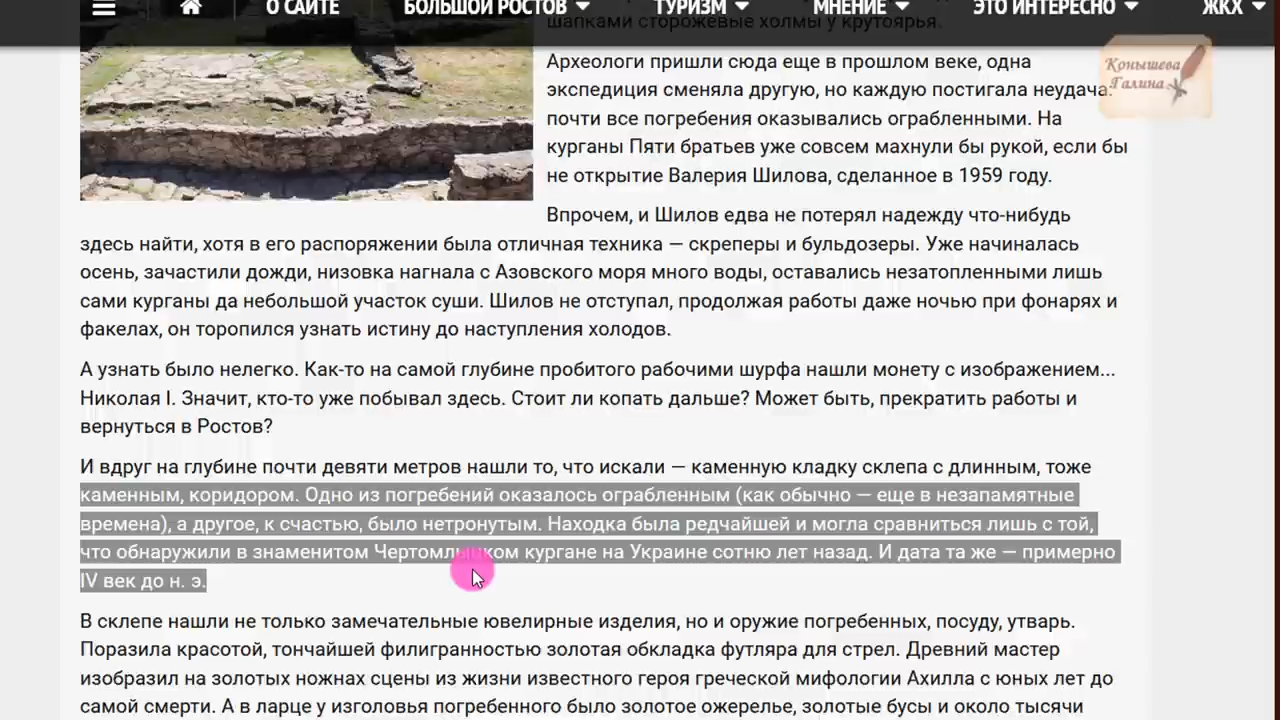 О САЙТЕ БОЛЬШОЙ РОСТОВ ТУРИЗМ МНЕНИЕ ЭТО ИНТЕРЕСНО ЖКХ
шапками сторожевые холмы у крутоярья.
Конышева
Галина
Археологи пришли сюда еще в прошлом веке, одна
экспедиция сменяла другую, но каждую постигала неудача:
почти все погребения оказывались ограбленными. На
курганы Пяти братьев уже совсем махнули бы рукой, если бы
не открытие Валерия Шилова, сделанное в 1959 году.
Впрочем, и Шилов едва не потерял надежду что-нибудь
здесь найти, хотя в его распоряжении была отличная техника — скреперы и бульдозеры. Уже начиналась
осень, зачастили дожди, низовка нагнала с Азовского моря много воды, оставались незатопленными лишь
сами курганы да небольшой участок суши. Шилов не отступал, продолжая работы даже ночью при фонарях и
факелах, он торопился узнать истину до наступления холодов.
А узнать было нелегко. Как-то на самой глубине пробитого рабочими шурфа нашли монету с изображением...
Николая I. Значит, кто-то уже побывал здесь. Стоит ли копать дальше? Может быть, прекратить работы и
вернуться в Ростов?
И вдруг на глубине почти девяти метров нашли то, что искали — каменную кладку склепа с длинным, тоже
каменным, коридором. Одно из погребений оказалось ограбленным (как обычно — еще в незапамятные
времена), а другое, к счастью, было нетронутым. Находка была редчайшей и могла сравниться лишь с той,
что обнаружили в знаменитом Чертомлыцком кургане на Украине сотню лет назад. И дата та же — примерно
IV век до н. э.
В склепе нашли не только замечательные ювелирные изделия, но и оружие погребенных, посуду, утварь.
Поразила красотой, тончайшей филигранностью золотая обкладка футляра для стрел. Древний мастер
изобразил на золотых ножнах сцены из жизни известного героя греческой мифологии Ахилла с юных лет до
самой смерти. А в ларце у изголовья погребенного было золотое ожерелье, золотые бусы и около тысячи